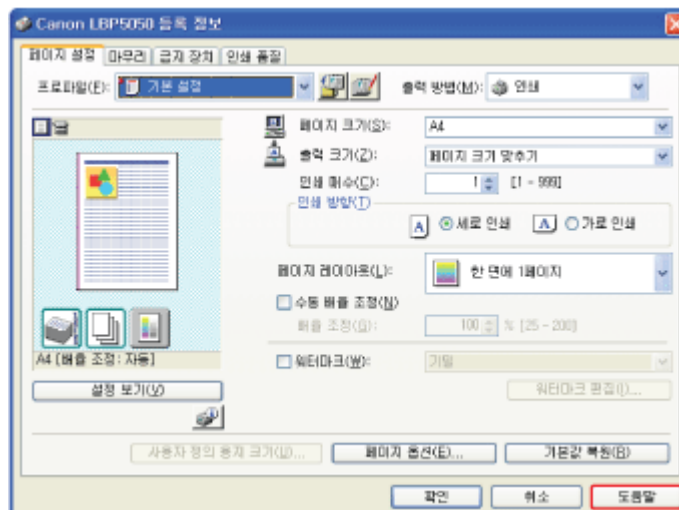 Canon LBP5050 등록 정보
페이지 설정 마무리 급지 장치 인쇄 품질
프로파일(F): 기본 설정 출력 방법(M): 인쇄
페이지 크기(S): A4
출력 크기(Z): 페이지 크기 맞추기
인쇄 매수(C): 1 [1 - 999]
인쇄 방향(T)
A 세로 인쇄 A 가로 인쇄
페이지 레이아웃(L): 한 면에 1페이지
수동 배율 조정(N)
배율 조정(G): 100 % [25 - 200]
A4 [배율 조정: 자동]
워터마크(W): 기밀
설정 보기(V)
워터마크 편집(I)...
사용자 정의 용지 크기(U)... 페이지 옵션(E)... 기본값 복원(R)
확인 취소 도움말